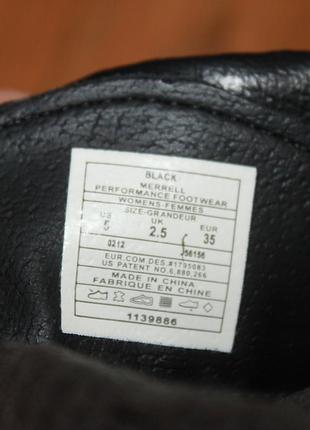 BLACK
MERRELL
PERFORMANCE FOOTWEAR
WOMENS-FEMMES
SIZE-GRANDEUR
US UK EUR
5 2.5 35
0212 J56156
EUR.COM.DES.#1795083
US PATENT NO.6,880,266
MADE IN CHINA
FABRIQUE EN CHINE
1139886